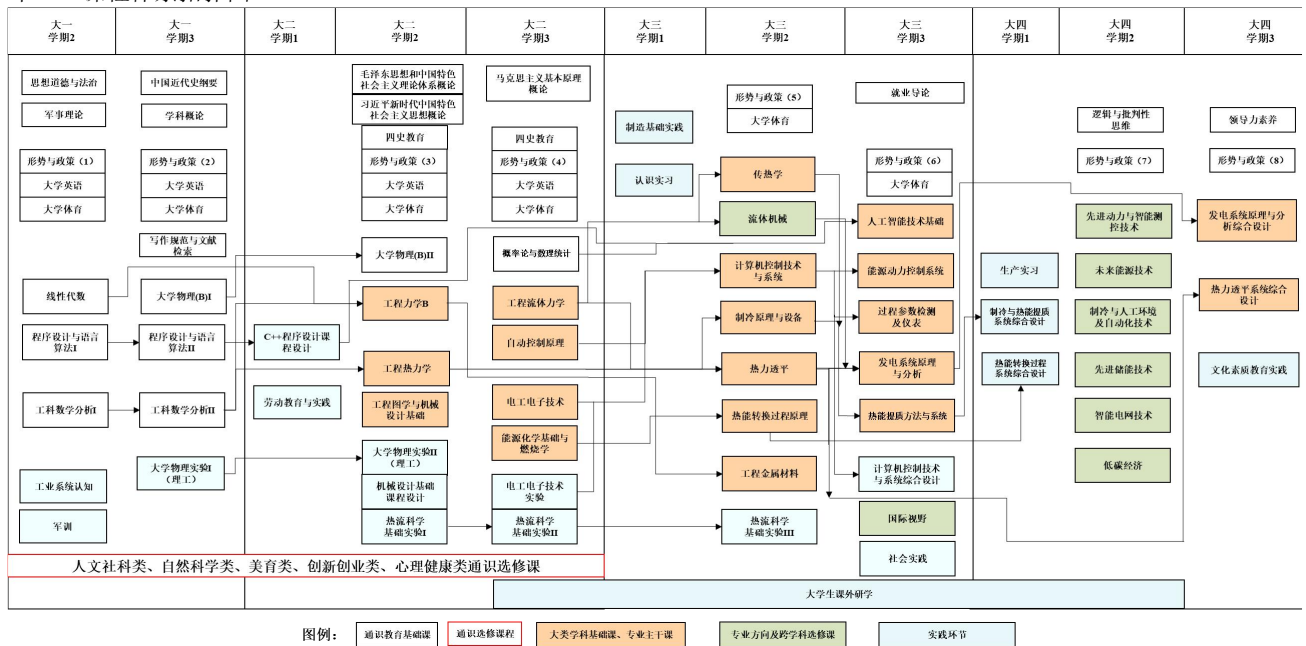 大一
学期2
大一
学期3
大二
学期1
大二
学期2
大二
学期3
大三
学期1
大三
学期2
大三
学期3
大四
学期1
大四
学期2
大四
学期3
思想道德与法治
军事理论
形势与政策（1）
大学英语
大学体育
线性代数
程序设计与语言
算法I
工科数学分析I
工业系统认知
军训
中国近代史纲要
学科概论
形势与政策（2）
大学英语
大学体育
写作规范与文献
检索
大学物理(B)I
程序设计与语言
算法II
工科数学分析II
大学物理实验I
（理工）
C++程序设计课
程设计
劳动教育与实践
毛泽东思想和中国特色
社会主义理论体系概论
习近平新时代中国特色
社会主义思想概论
四史教育
形势与政策（3）
大学英语
大学体育
大学物理(B)II
工程力学B
工程热力学
工程图学与机械
设计基础
大学物理实验II
（理工）
机械设计基础
课程设计
热流科学
基础实验I
马克思主义基本原理
概论
四史教育
形势与政策（4）
大学英语
大学体育
概率论与数理统计
工程流体力学
自动控制原理
电工电子技术
能源化学基础与
燃烧学
电工电子技术
实验
热流科学
基础实验II
制造基础实践
认识实习
形势与政策（5）
大学体育
传热学
流体机械
计算机控制技术
与系统
制冷原理与设备
热力透平
热能转换过程原理
工程金属材料
热流科学
基础实验III
就业导论
形势与政策（6）
大学体育
人工智能技术基础
能源动力控制系统
过程参数检测
及仪表
发电系统原理
与分析
热能提质方法与系统
计算机控制技术
与系统综合设计
国际视野
社会实践
生产实习
制冷与热能提质
系统综合设计
热能转换过程
系统综合设计
逻辑与批判性
思维
形势与政策（7）
先进动力与智能测
控技术
未来能源技术
制冷与人工环境
及自动化技术
先进储能技术
智能电网技术
低碳经济
领导力素养
形势与政策（8）
发电系统原理与分
析综合设计
热力透平系统综合
设计
文化素质教育实践
人文社科类、自然科学类、美育类、创新创业类、心理健康类通识选修课
大学生课外研学
图例：
通识教育基础课
通识选修课程
大类学科基础课、专业主干课
专业方向及跨学科选修课
实践环节